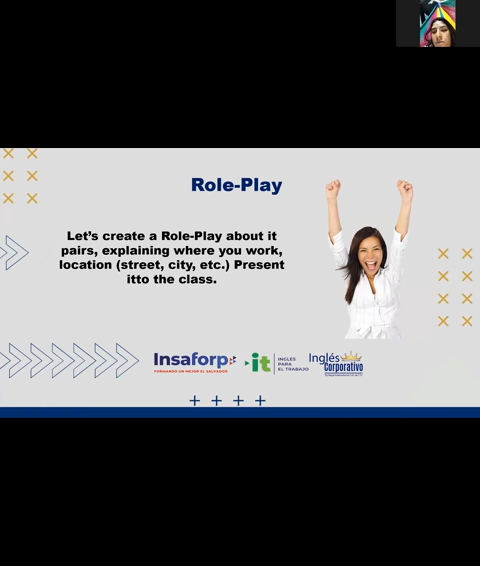 Role-Play
Let's create a Role-Play about it
pairs, explaining where you work,
location (street, city, etc.) Present
itto the class.
Insaforp
FORMANDO UN MEJOR EL SALVADOR
it
INGLÉS
PARA
EL TRABAJO
Inglés
Corporativo